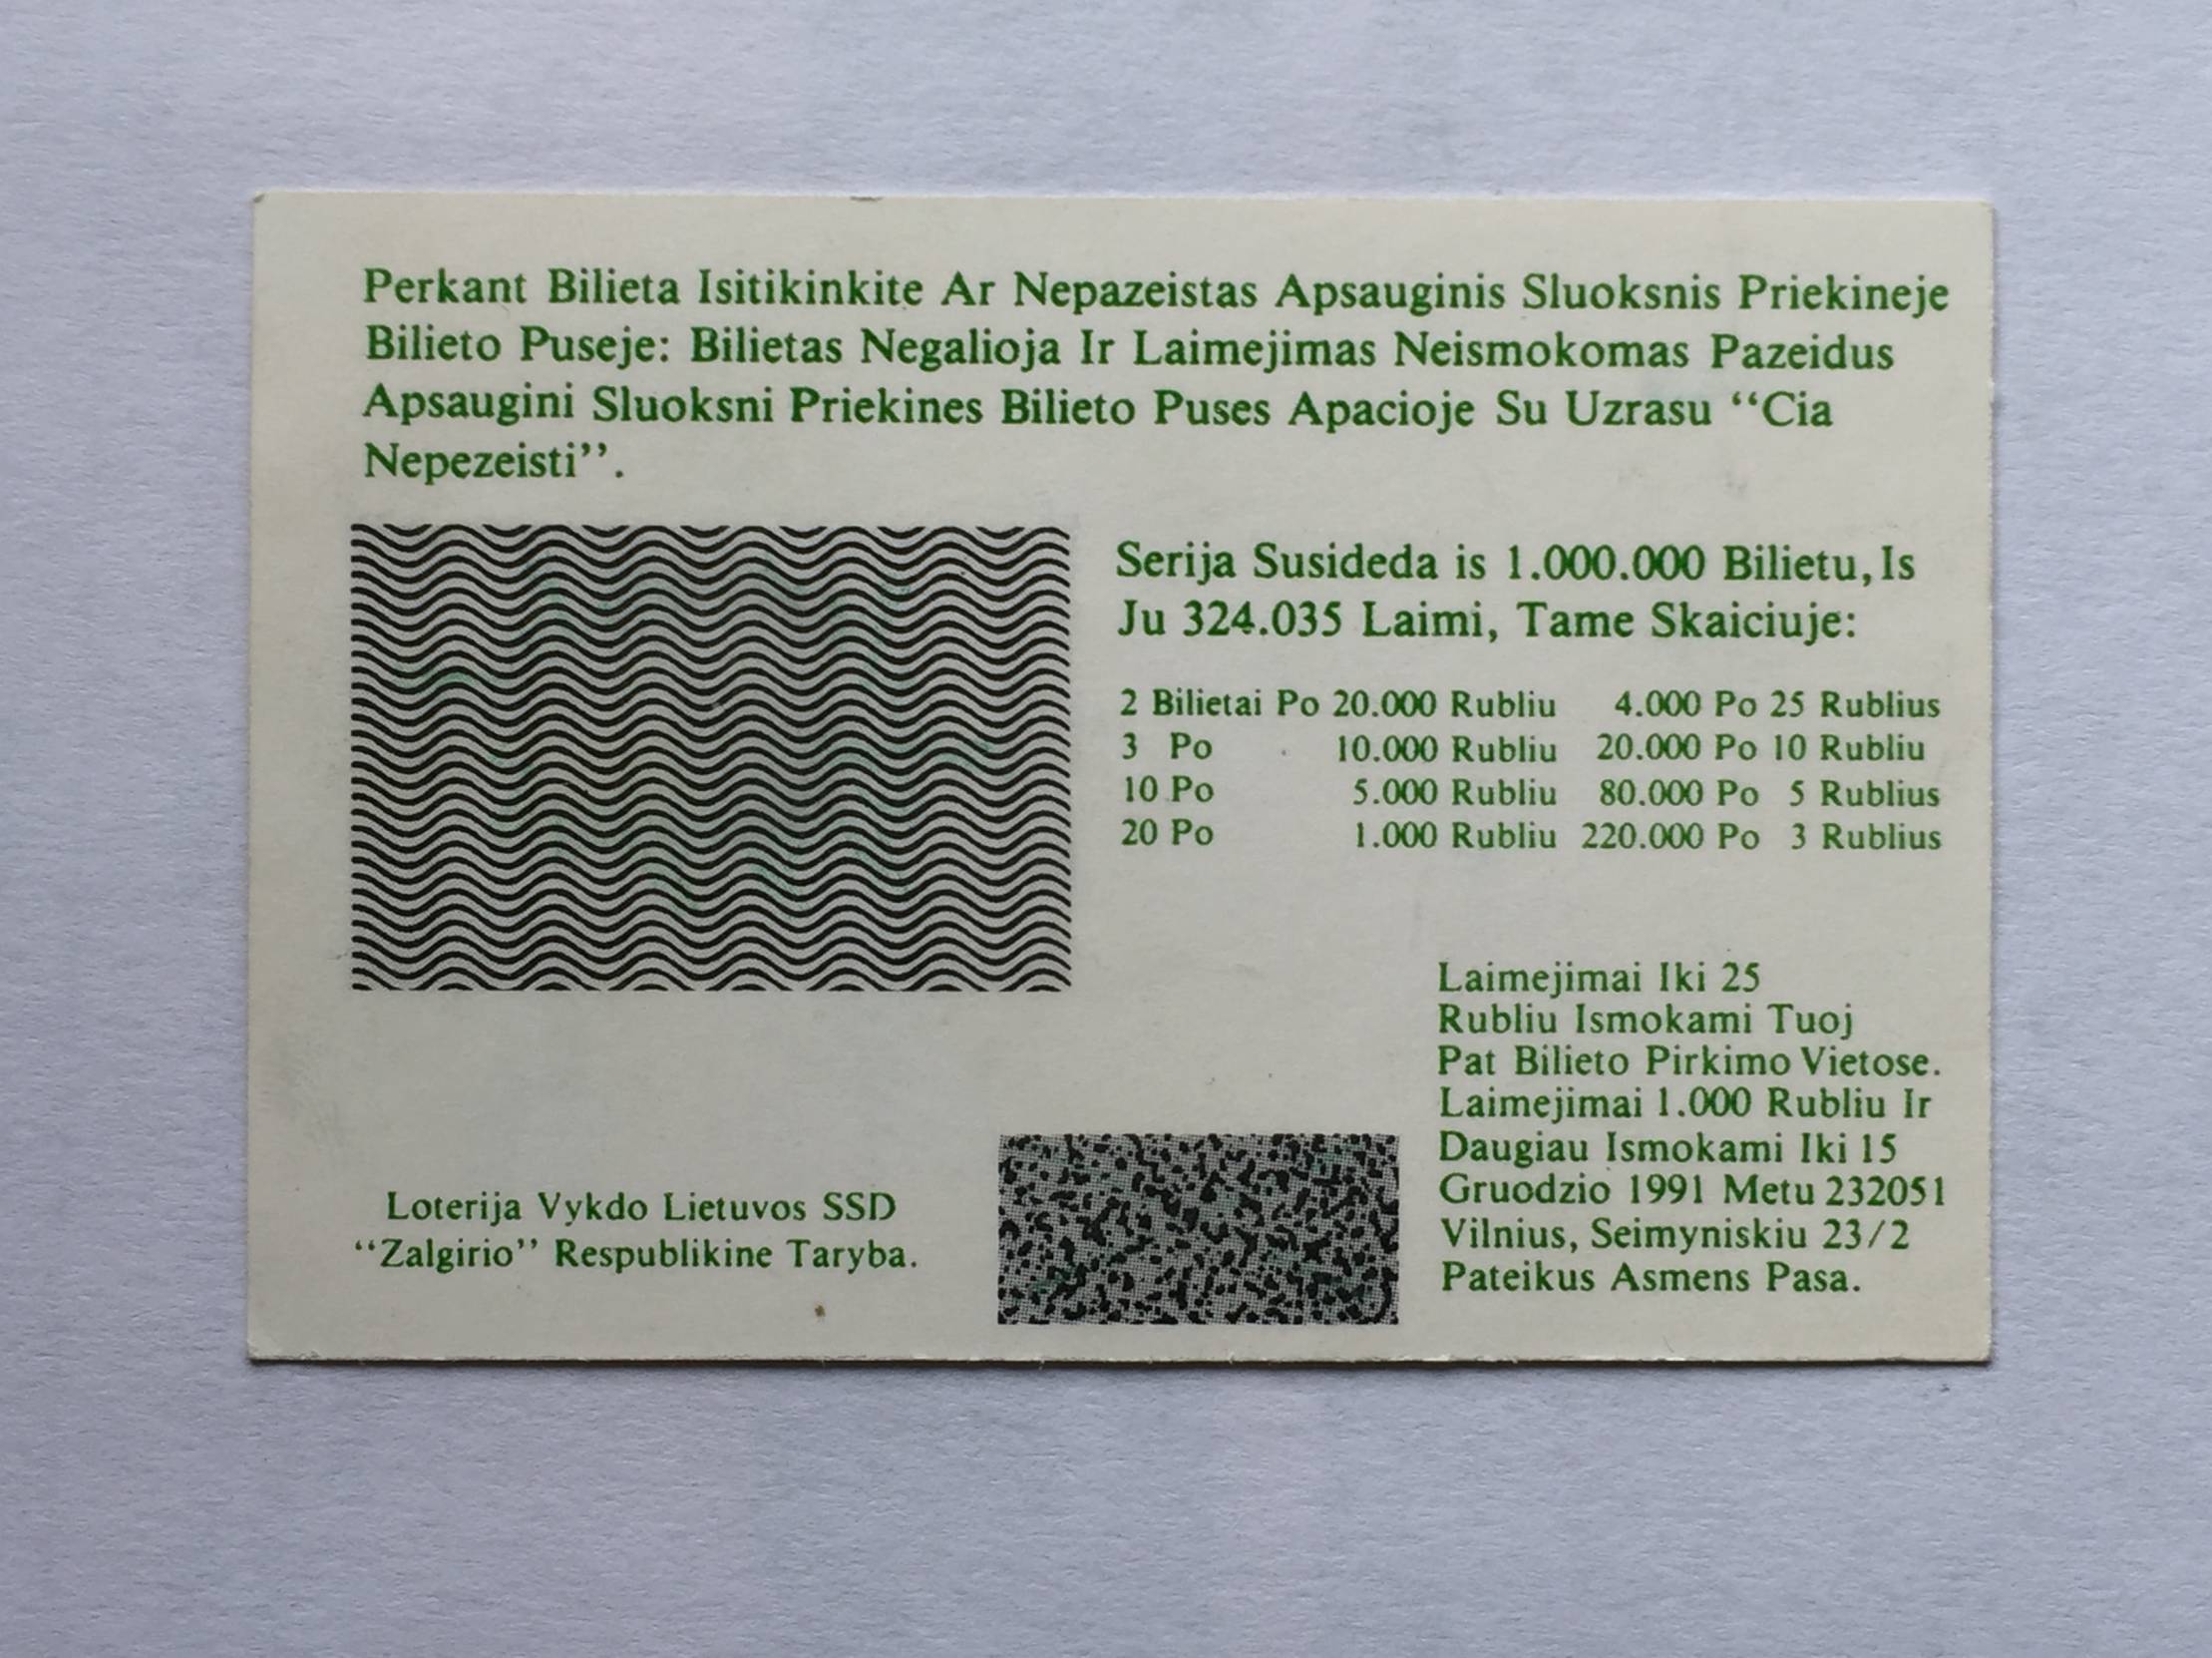 Perkant Bilieta Isitikinkite Ar Nepazeistas Apsauginis Sluoksnis Priekineje
Bilieto Puseje: Bilietas Negalioja Ir Laimejimas Neismokomas Pazeidus
Apsaugini Sluoksni Priekines Bilieto Puses Apacioje Su Uzrasu “Cia
Nepezeisti”.
Serija Susideda is 1.000.000 Bilietu, Is
Ju 324.035 Laimi, Tame Skaiciuje:
2 Bilietai Po 20.000 Rubliu 4.000 Po 25 Rublius
3 Po 10.000 Rubliu 20.000 Po 10 Rubliu
10 Po 5.000 Rubliu 80.000 Po 5 Rublius
20 Po 1.000 Rubliu 220.000 Po 3 Rublius
Laimejimai Iki 25
Rubliu Ismokami Tuoj
Pat Bilieto Pirkimo Vietose.
Laimejimai 1.000 Rubliu Ir
Daugiau Ismokami Iki 15
Gruodzio 1991 Metu 232051
Vilnius, Seimyniskiu 23/2
Pateikus Asmens Pasa.
Loterija Vykdo Lietuvos SSD
“Zalgirio” Respublikine Taryba.